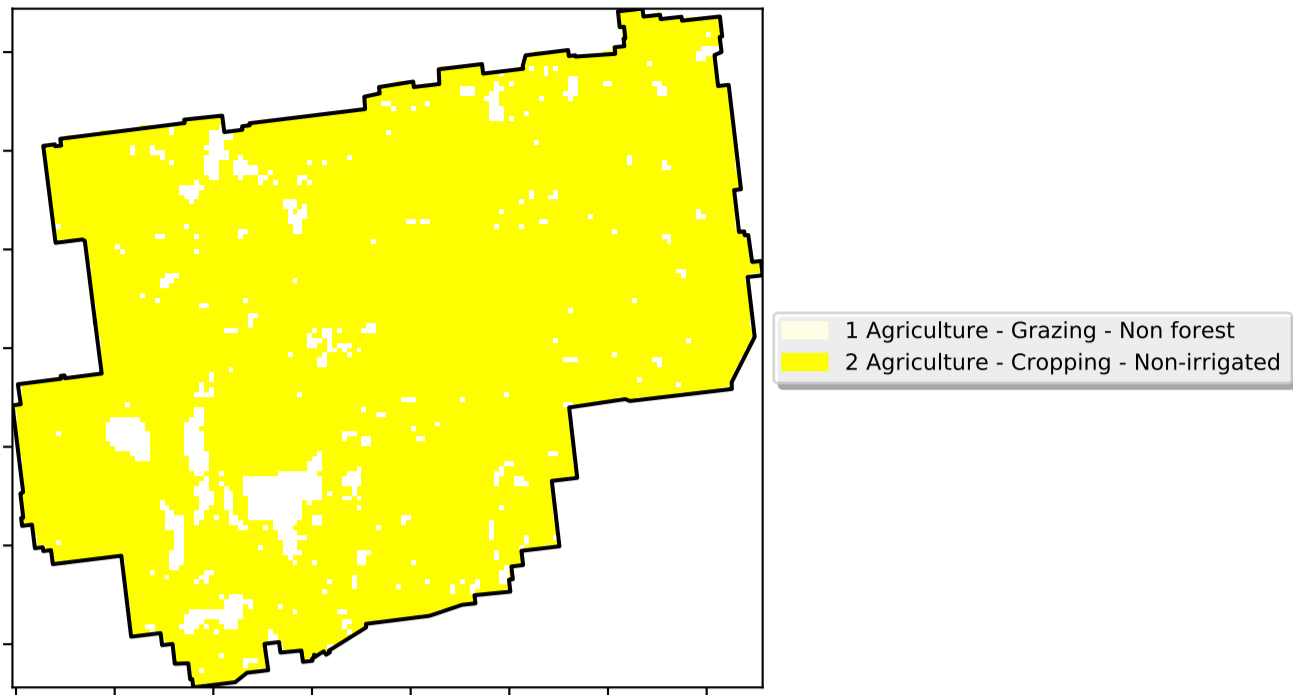 1 Agriculture - Grazing - Non forest
2 Agriculture - Cropping - Non-irrigated